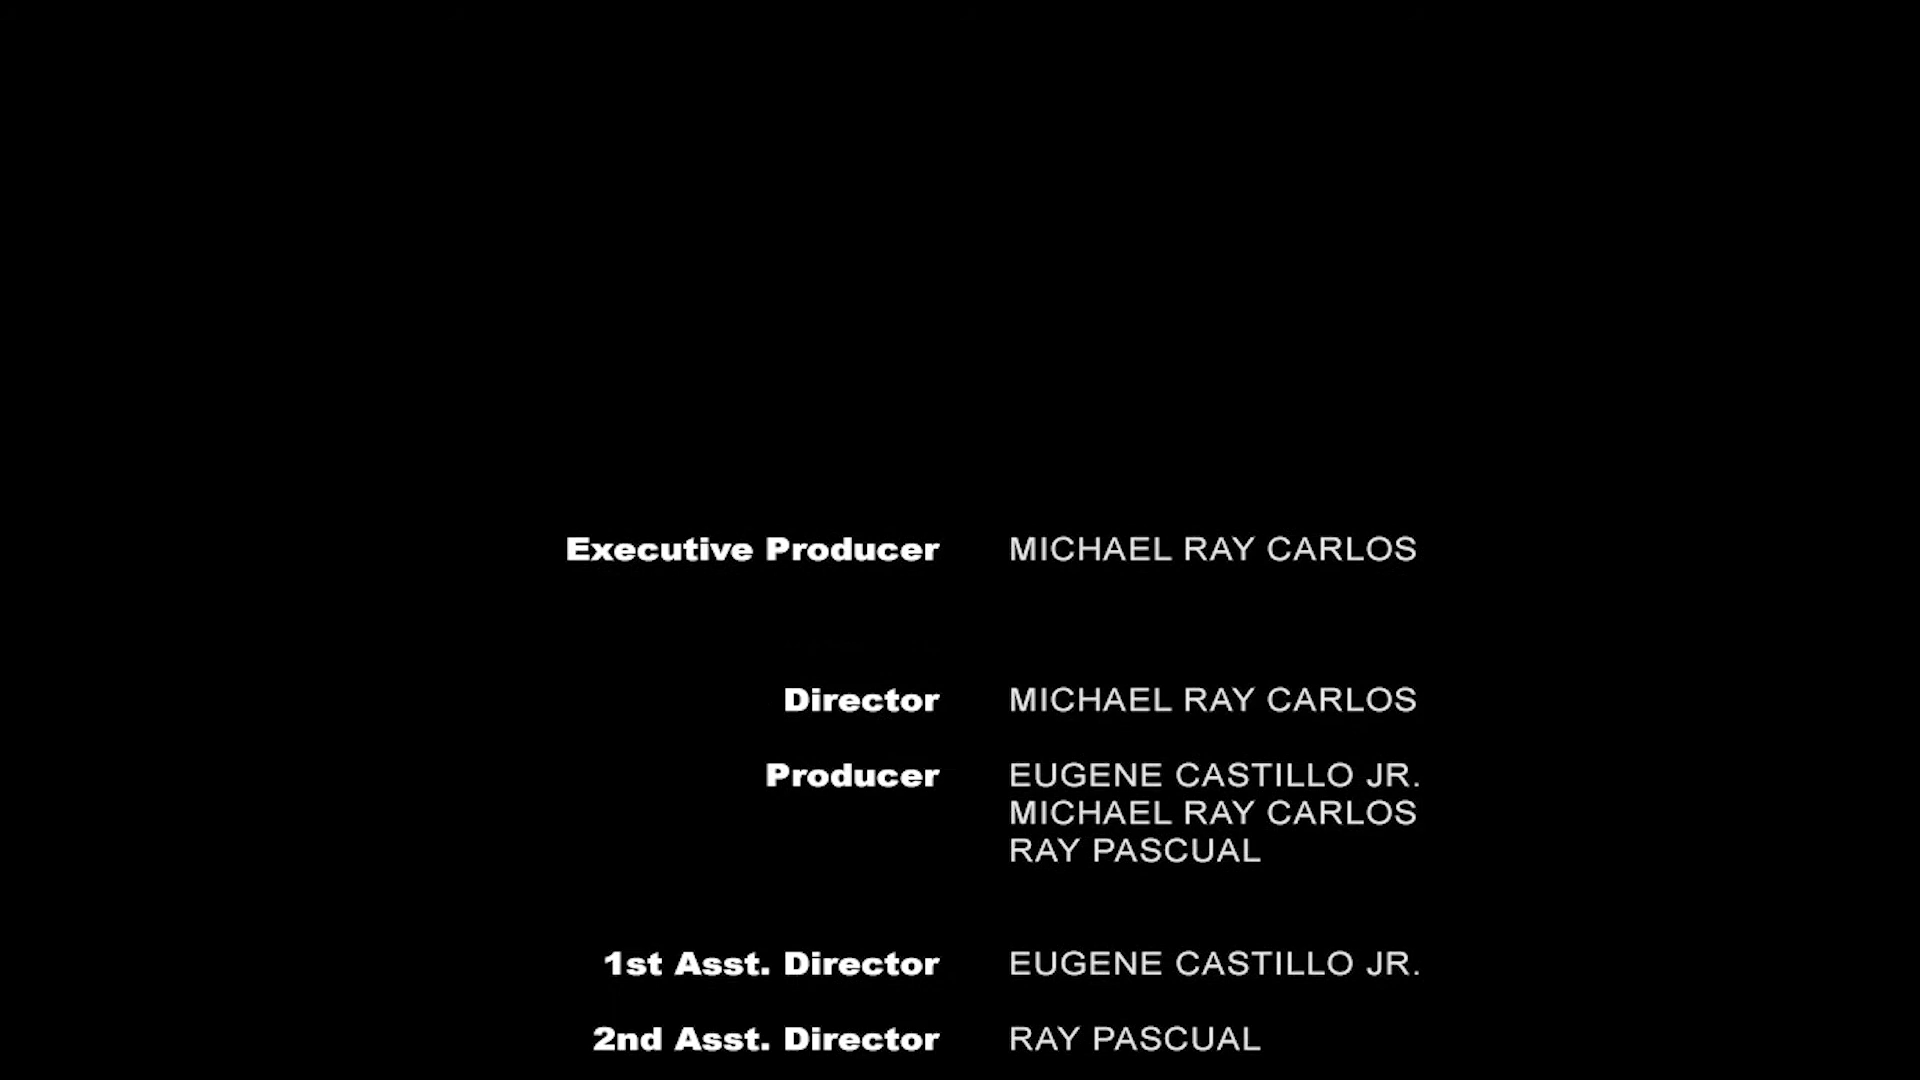 Executive Producer MICHAEL RAY CARLOS
Director MICHAEL RAY CARLOS
Producer EUGENE CASTILLO JR.
MICHAEL RAY CARLOS
RAY PASCUAL
1st Asst. Director EUGENE CASTILLO JR.
2nd Asst. Director RAY PASCUAL